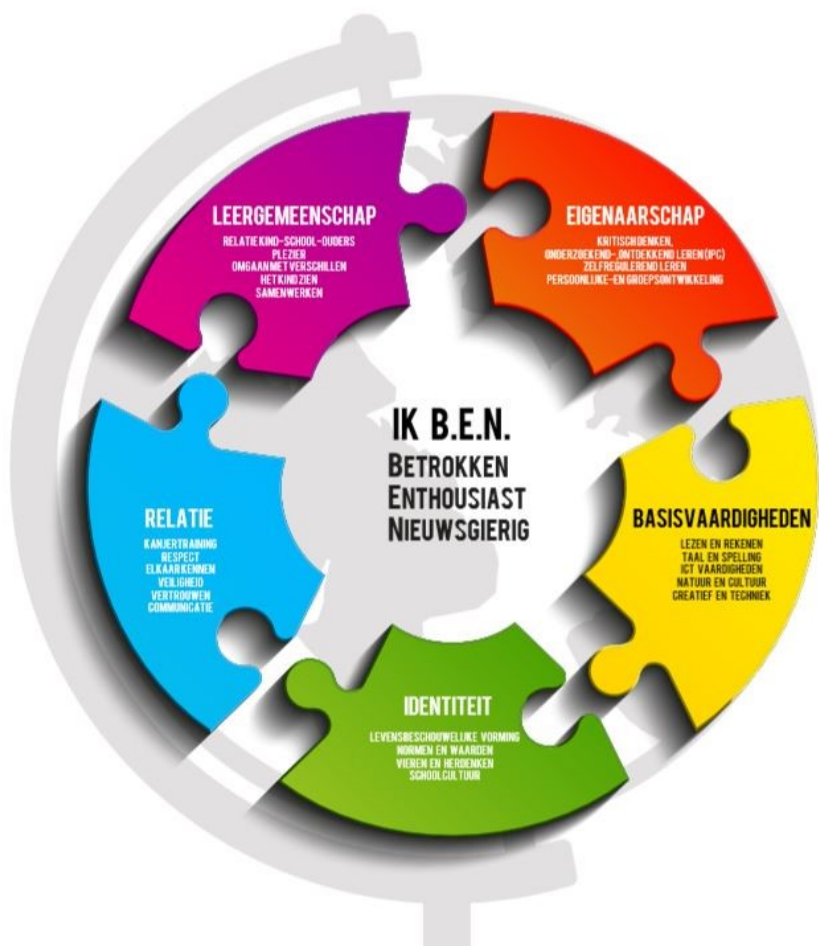 LEERGEMEENSCHAP
RELATIE KIND-SCHOOL-OUDERS
PLEZIER
OMGAAN MET VERSCHILLEN
HET KIND ZIEN
SAMENWERKEN
EIGENAARSCHAP
KRITISCH DENKEN,
ONDERZOEKEND-, ONTDEKKEND LEREN (IPC)
ZELFREGULEREND LEREN
PERSOONLIJKE-EN GROEPSONTWIKKELING
IK B.E.N.
BETROKKEN
ENTHOUSIAST
NIEUWSGIERIG
RELATIE
KANJERTRAINING
RESPECT
ELKAAR KENNEN
VEILIGHEID
VERTROUWEN
COMMUNICATIE
BASISVAARDIGHEDEN
LEZEN EN REKENEN
TAAL EN SPELLING
ICT VAARDIGHEDEN
NATUUR EN CULTUUR
CREATIEF EN TECHNIEK
IDENTITEIT
LEVENSBESCHOUWELIJKE VORMING
NORMEN EN WAARDEN
VIEREN EN HERDENKEN
SCHOOLCULTUUR